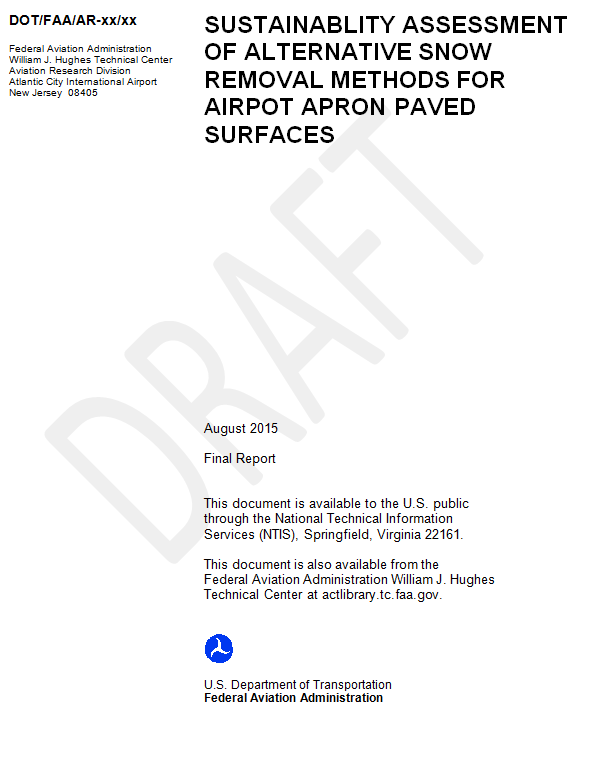 DOT/FAA/AR-xx/xx
Federal Aviation Administration
William J. Hughes Technical Center
Aviation Research Division
Atlantic City International Airport
New Jersey 08405
SUSTAINABLITY ASSESSMENT
OF ALTERNATIVE SNOW
REMOVAL METHODS FOR
AIRPOT APRON PAVED
SURFACES
DRAFT
August 2015
Final Report
This document is available to the U.S. public
through the National Technical Information
Services (NTIS), Springfield, Virginia 22161.
This document is also available from the
Federal Aviation Administration William J. Hughes
Technical Center at actlibrary.tc.faa.gov.
U.S. Department of Transportation
Federal Aviation Administration